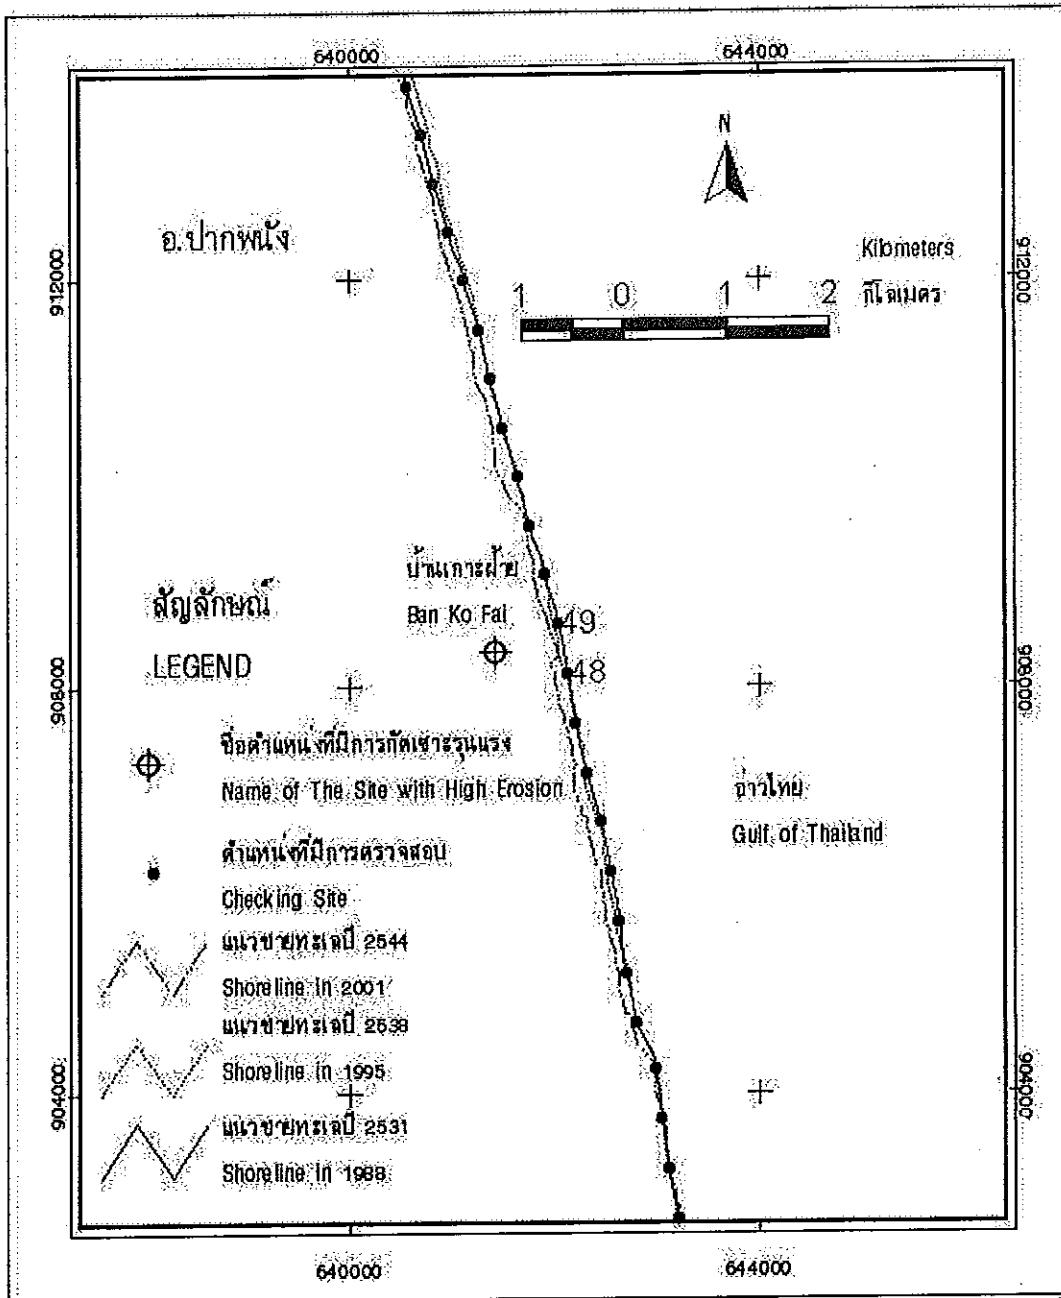 640000 644000
N
อ.ปากพนัง
Kilometers
912000 912000
1 0 1 2 กิโลเมตร
บ้านเกาะฝ้าย
Ban Ko Fai
49
สัญลักษณ์
LEGEND
48
908000 908000
ชื่อตำแหน่งที่มีการกัดเซาะรุนแรง
Name of The Site with High Erosion
อ่าวไทย
Gulf of Thailand
ตำแหน่งที่มีการตรวจสอบ
Checking Site
แนวชายทะเลปี 2544
Shoreline in 2001
แนวชายทะเลปี 2538
Shoreline in 1995
904000 904000
แนวชายทะเลปี 2531
Shoreline in 1988
640000 644000